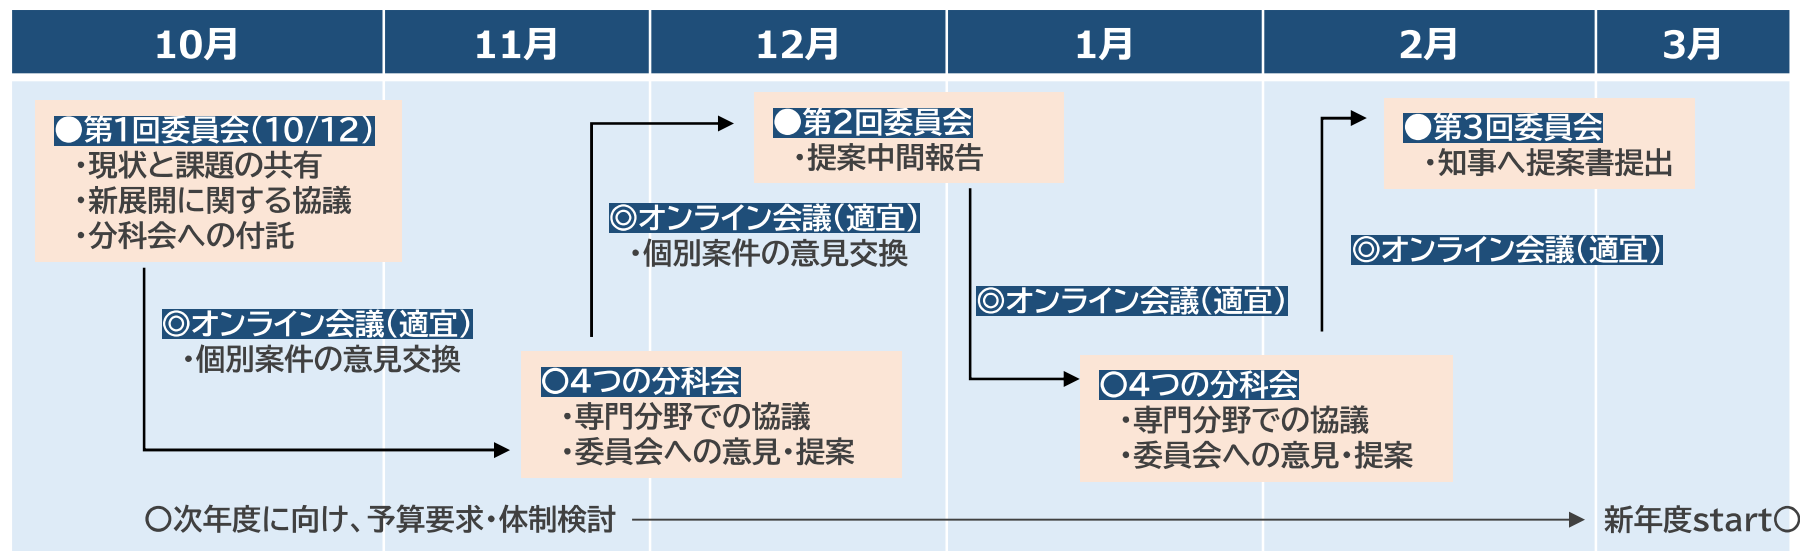 10月 11月 12月 1月 2月 3月
●第1回委員会(10/12)
・現状と課題の共有
・新展開に関する協議
・分科会への付託
◎オンライン会議(適宜)
・個別案件の意見交換
○4つの分科会
・専門分野での協議
・委員会への意見・提案
◎オンライン会議(適宜)
・個別案件の意見交換
●第2回委員会
・提案中間報告
◎オンライン会議(適宜)
○4つの分科会
・専門分野での協議
・委員会への意見・提案
◎オンライン会議(適宜)
●第3回委員会
・知事へ提案書提出
○次年度に向け、予算要求・体制検討
新年度start○